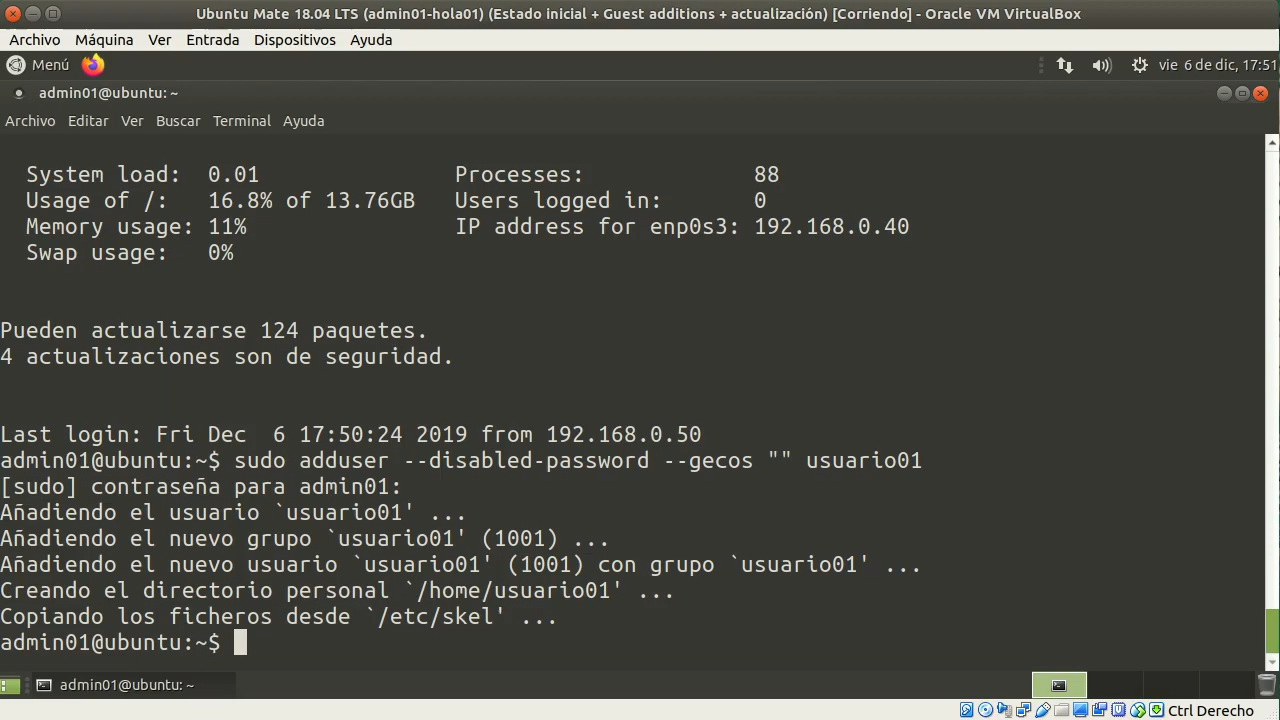 Ubuntu Mate 18.04 LTS (admin01-hola01) (Estado inicial + Guest additions + actualización) [Corriendo] - Oracle VM VirtualBox
Archivo Máquina Ver Entrada Dispositivos Ayuda
Menú vie 6 de dic, 17:51
admin01@ubuntu: ~
Archivo Editar Ver Buscar Terminal Ayuda
System load: 0.01 Processes: 88
Usage of /: 16.8% of 13.76GB Users logged in: 0
Memory usage: 11% IP address for enp0s3: 192.168.0.40
Swap usage: 0%
Pueden actualizarse 124 paquetes.
4 actualizaciones son de seguridad.
Last login: Fri Dec  6 17:50:24 2019 from 192.168.0.50
admin01@ubuntu:~$ sudo adduser --disabled-password --gecos "" usuario01
[sudo] contraseña para admin01:
Añadiendo el usuario `usuario01' ...
Añadiendo el nuevo grupo `usuario01' (1001) ...
Añadiendo el nuevo usuario `usuario01' (1001) con grupo `usuario01' ...
Creando el directorio personal `/home/usuario01' ...
Copiando los ficheros desde `/etc/skel' ...
admin01@ubuntu:~$
admin01@ubuntu: ~
Ctrl Derecho